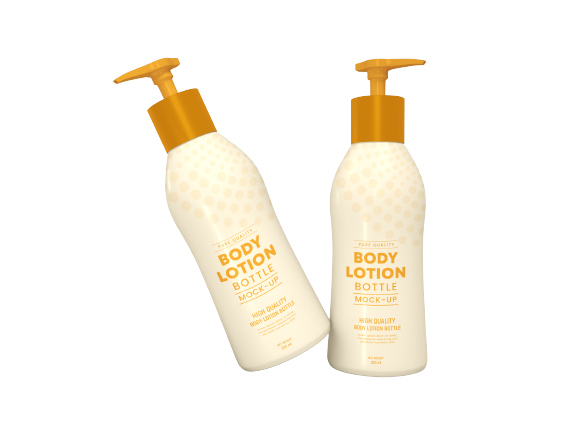 PURE QUALITY
BODY
LOTION
BOTTLE
MOCK-UP
HIGH QUALITY
BODY LOTION BOTTLE
PURE QUALITY
BODY
LOTION
BOTTLE
MOCK-UP
HIGH QUALITY
BODY LOTION BOTTLE